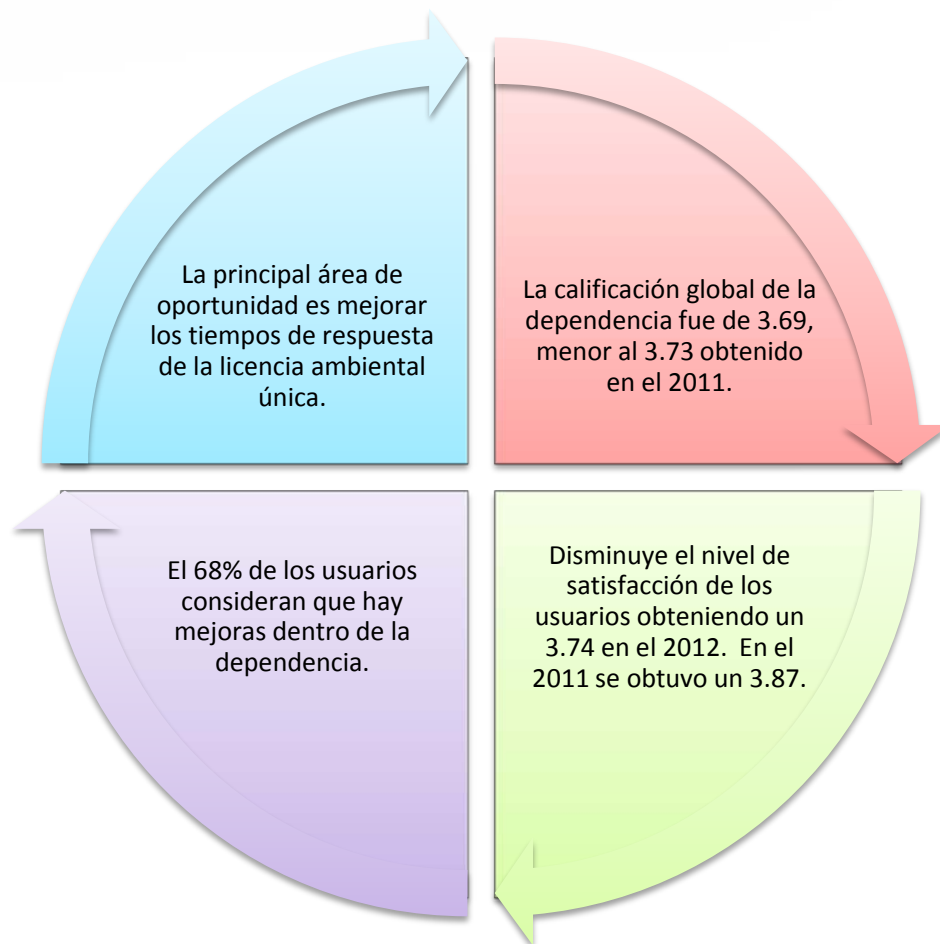 La principal área de
oportunidad es mejorar
los tiempos de respuesta
de la licencia ambiental
única.
La calificación global de la
dependencia fue de 3.69,
menor al 3.73 obtenido
en el 2011.
El 68% de los usuarios
consideran que hay
mejoras dentro de la
dependencia.
Disminuye el nivel de
satisfacción de los
usuarios obteniendo un
3.74 en el 2012.  En el
2011 se obtuvo un 3.87.